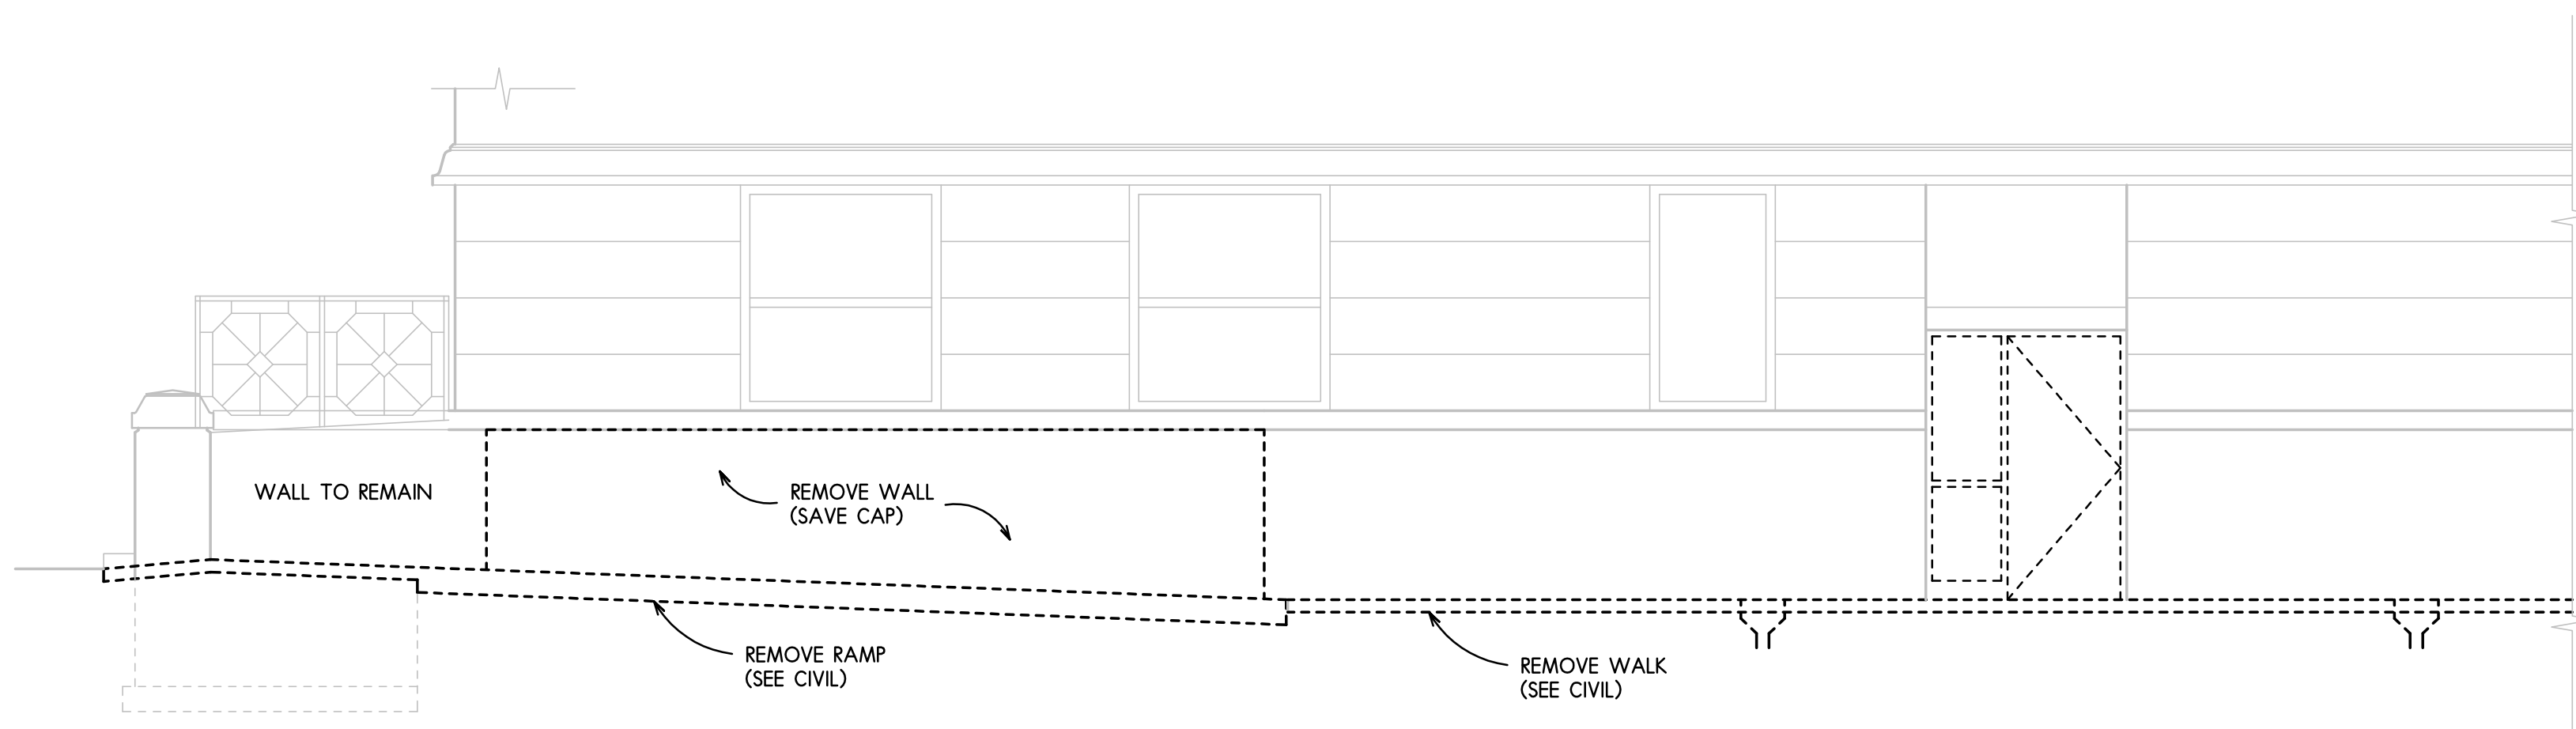 WALL TO REMAIN
REMOVE WALL
(SAVE CAP)
REMOVE RAMP
(SEE CIVIL)
REMOVE WALK
(SEE CIVIL)